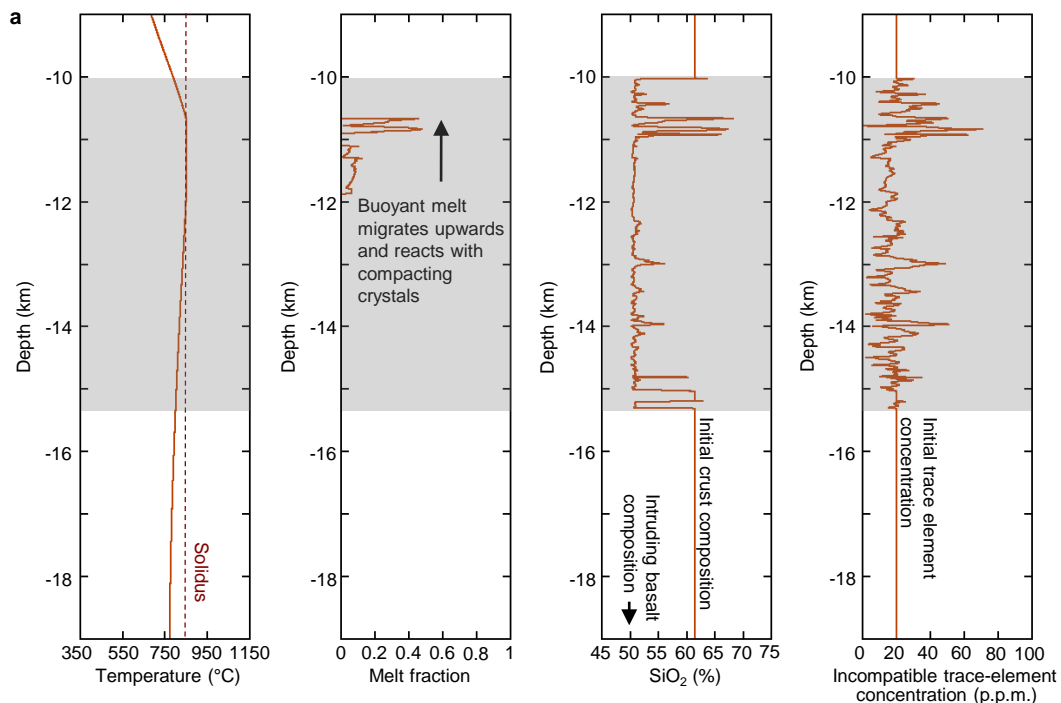 a
Depth (km)
-10
-12
-14
-16
-18
Solidus
350 550 750 950 1150
Temperature (°C)
Depth (km)
-10
-12
-14
-16
-18
Buoyant melt
migrates upwards
and reacts with
compacting
crystals
0 0.2 0.4 0.6 0.8 1
Melt fraction
Depth (km)
-10
-12
-14
-16
-18
Intruding basalt
composition
Initial crust composition
45 50 55 60 65 70 75
SiO₂ (%)
Depth (km)
-10
-12
-14
-16
-18
Initial trace element
concentration
0 20 40 60 80 100
Incompatible trace-element
concentration (p.p.m.)